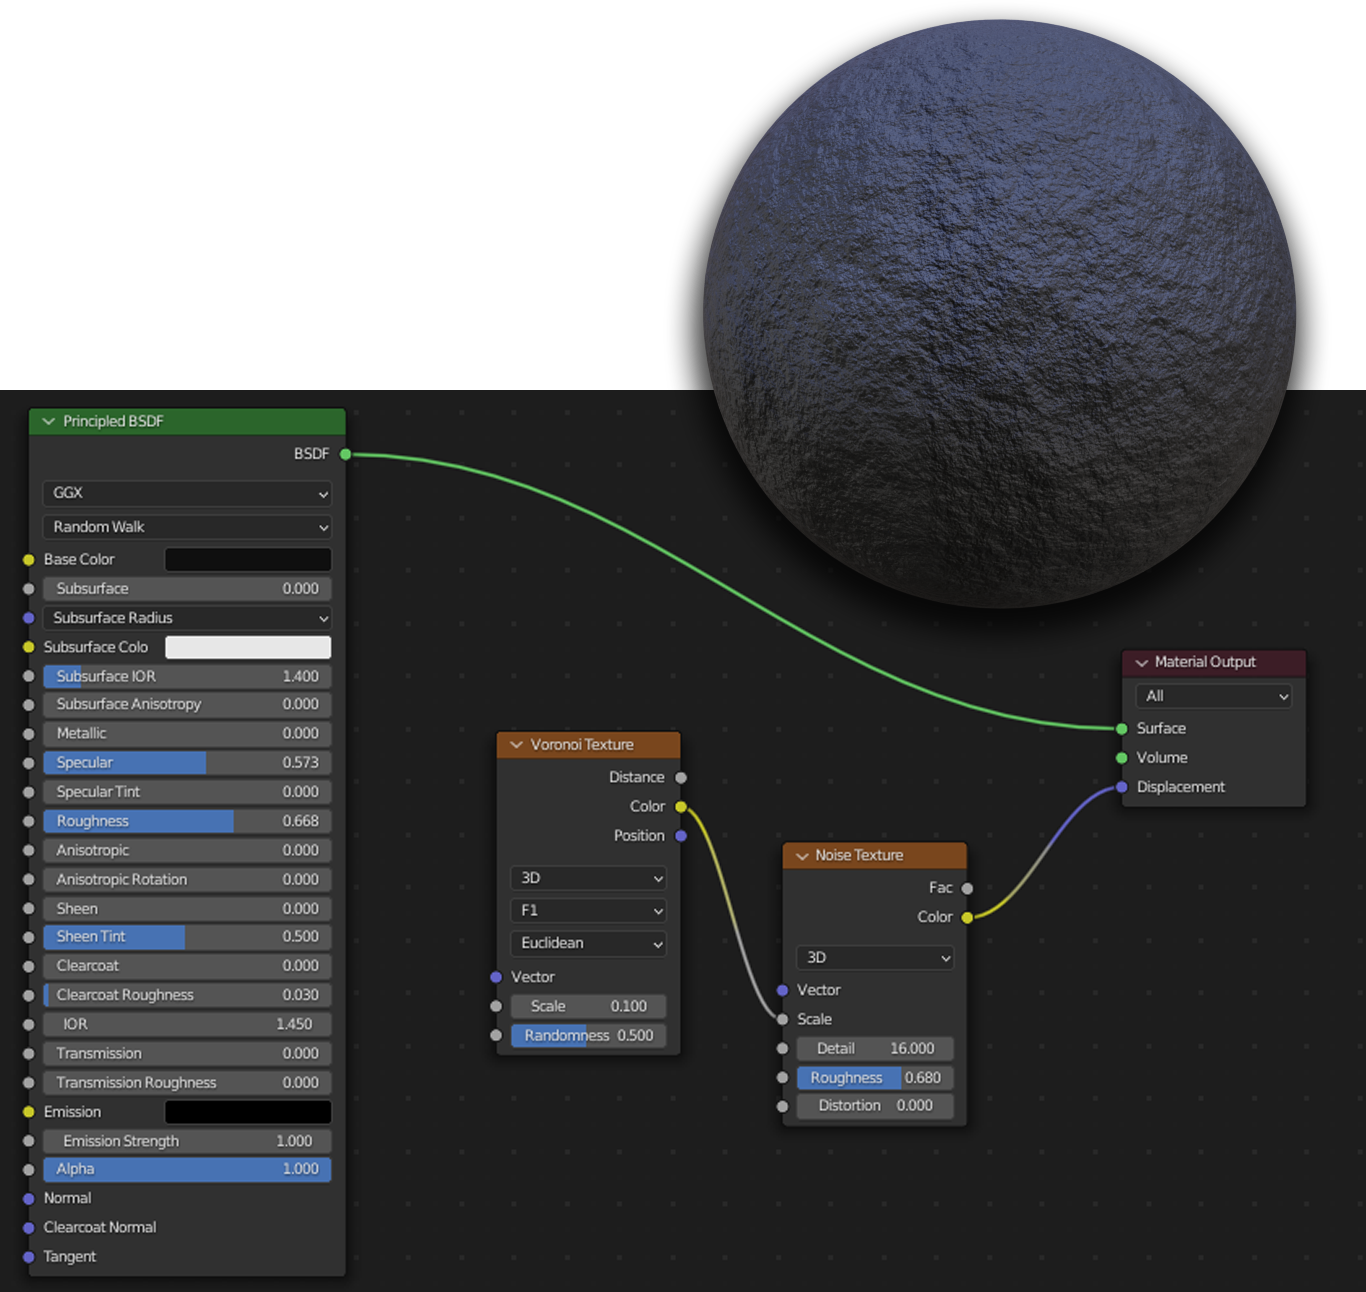 Principled BSDF
BSDF
GGX
Random Walk
Base Color
Subsurface 0.000
Subsurface Radius
Subsurface Colo
Subsurface IOR 1.400
Subsurface Anisotropy 0.000
Metallic 0.000
Specular 0.573
Specular Tint 0.000
Roughness 0.668
Anisotropic 0.000
Anisotropic Rotation 0.000
Sheen 0.000
Sheen Tint 0.500
Clearcoat 0.000
Clearcoat Roughness 0.030
IOR 1.450
Transmission 0.000
Transmission Roughness 0.000
Emission
Emission Strength 1.000
Alpha 1.000
Normal
Clearcoat Normal
Tangent
Voronoi Texture
Distance
Color
Position
3D
F1
Euclidean
Vector
Scale 0.100
Randomness 0.500
Noise Texture
Fac
Color
3D
Vector
Scale
Detail 16.000
Roughness 0.680
Distortion 0.000
Material Output
All
Surface
Volume
Displacement